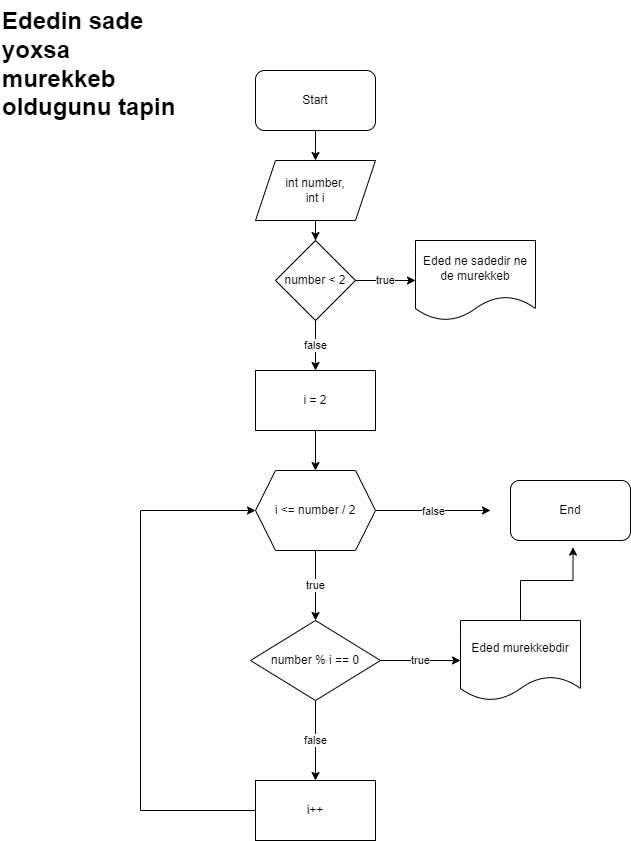 Ededin sade
yoxsa
murekkeb
oldugunu tapin
Start
int number,
int i
number < 2
true
Eded ne sadedir ne
de murekkeb
false
i = 2
i <= number / 2
false
End
true
number % i == 0
true
Eded murekkebdir
false
i++